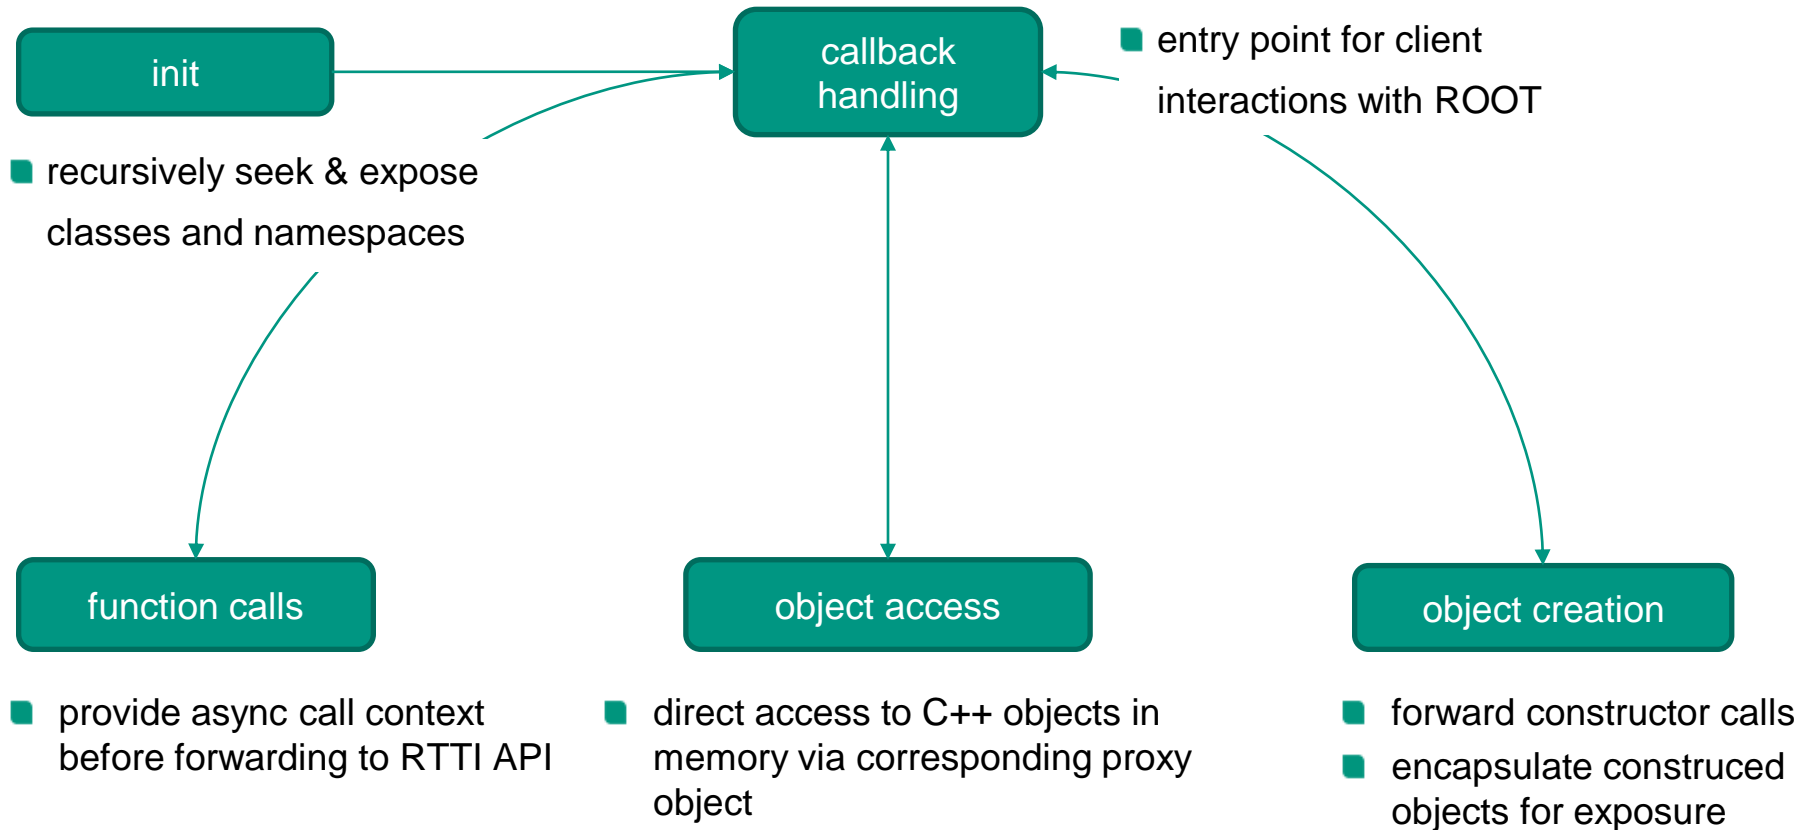 init
callback
handling
entry point for client
interactions with ROOT
recursively seek & expose
classes and namespaces
function calls
object access
object creation
provide async call context
before forwarding to RTTI API
direct access to C++ objects in
memory via corresponding proxy
object
forward constructor calls
encapsulate construced
objects for exposure